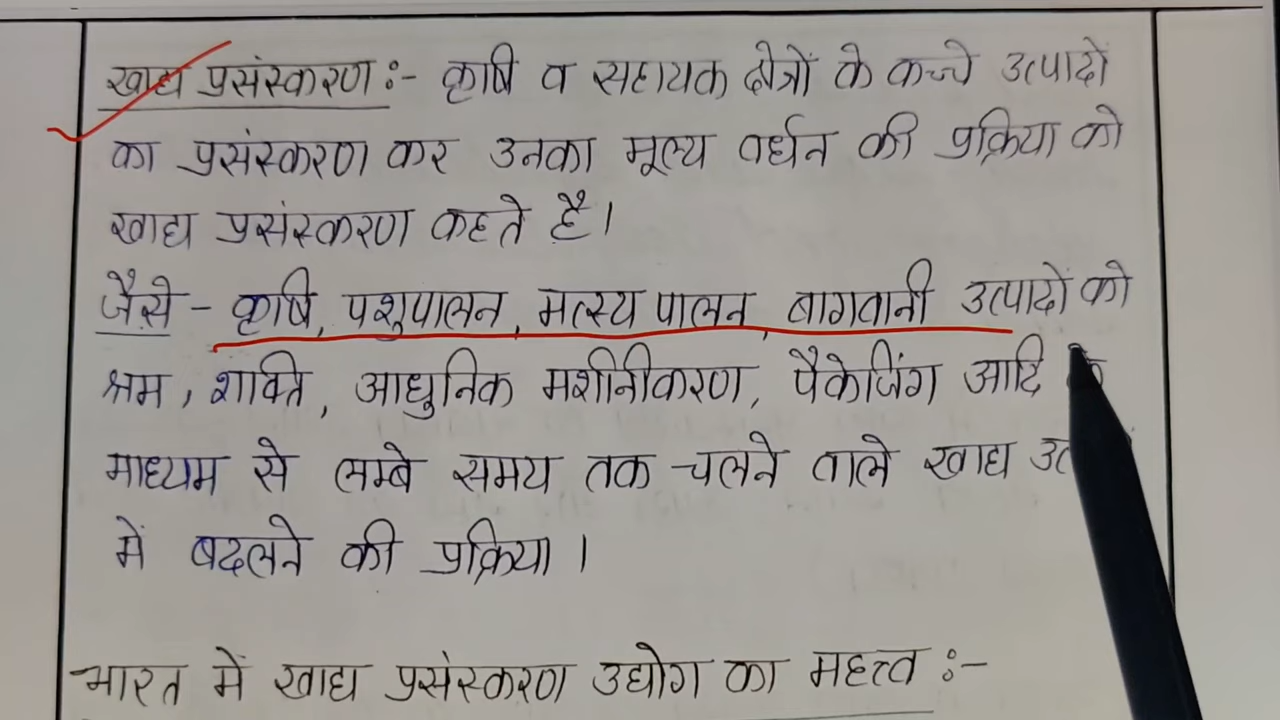 खाद्य प्रसंस्करण :- कृषि व सहायक क्षेत्रों के कच्चे उत्पादों
का प्रसंस्करण कर उनका मूल्य वर्धन की प्रक्रिया को
खाद्य प्रसंस्करण कहते है।
जैसे - कृषि, पशुपालन, मत्स्य पालन, बागवानी उत्पादों को
श्रम, शक्ति, आधुनिक मशीनीकरण, पैकेजिंग आदि
माध्यम से लम्बे समय तक चलने वाले खाद्य
में बदलने की प्रक्रिया।
भारत में खाद्य प्रसंस्करण उद्योग का महत्त्व :-